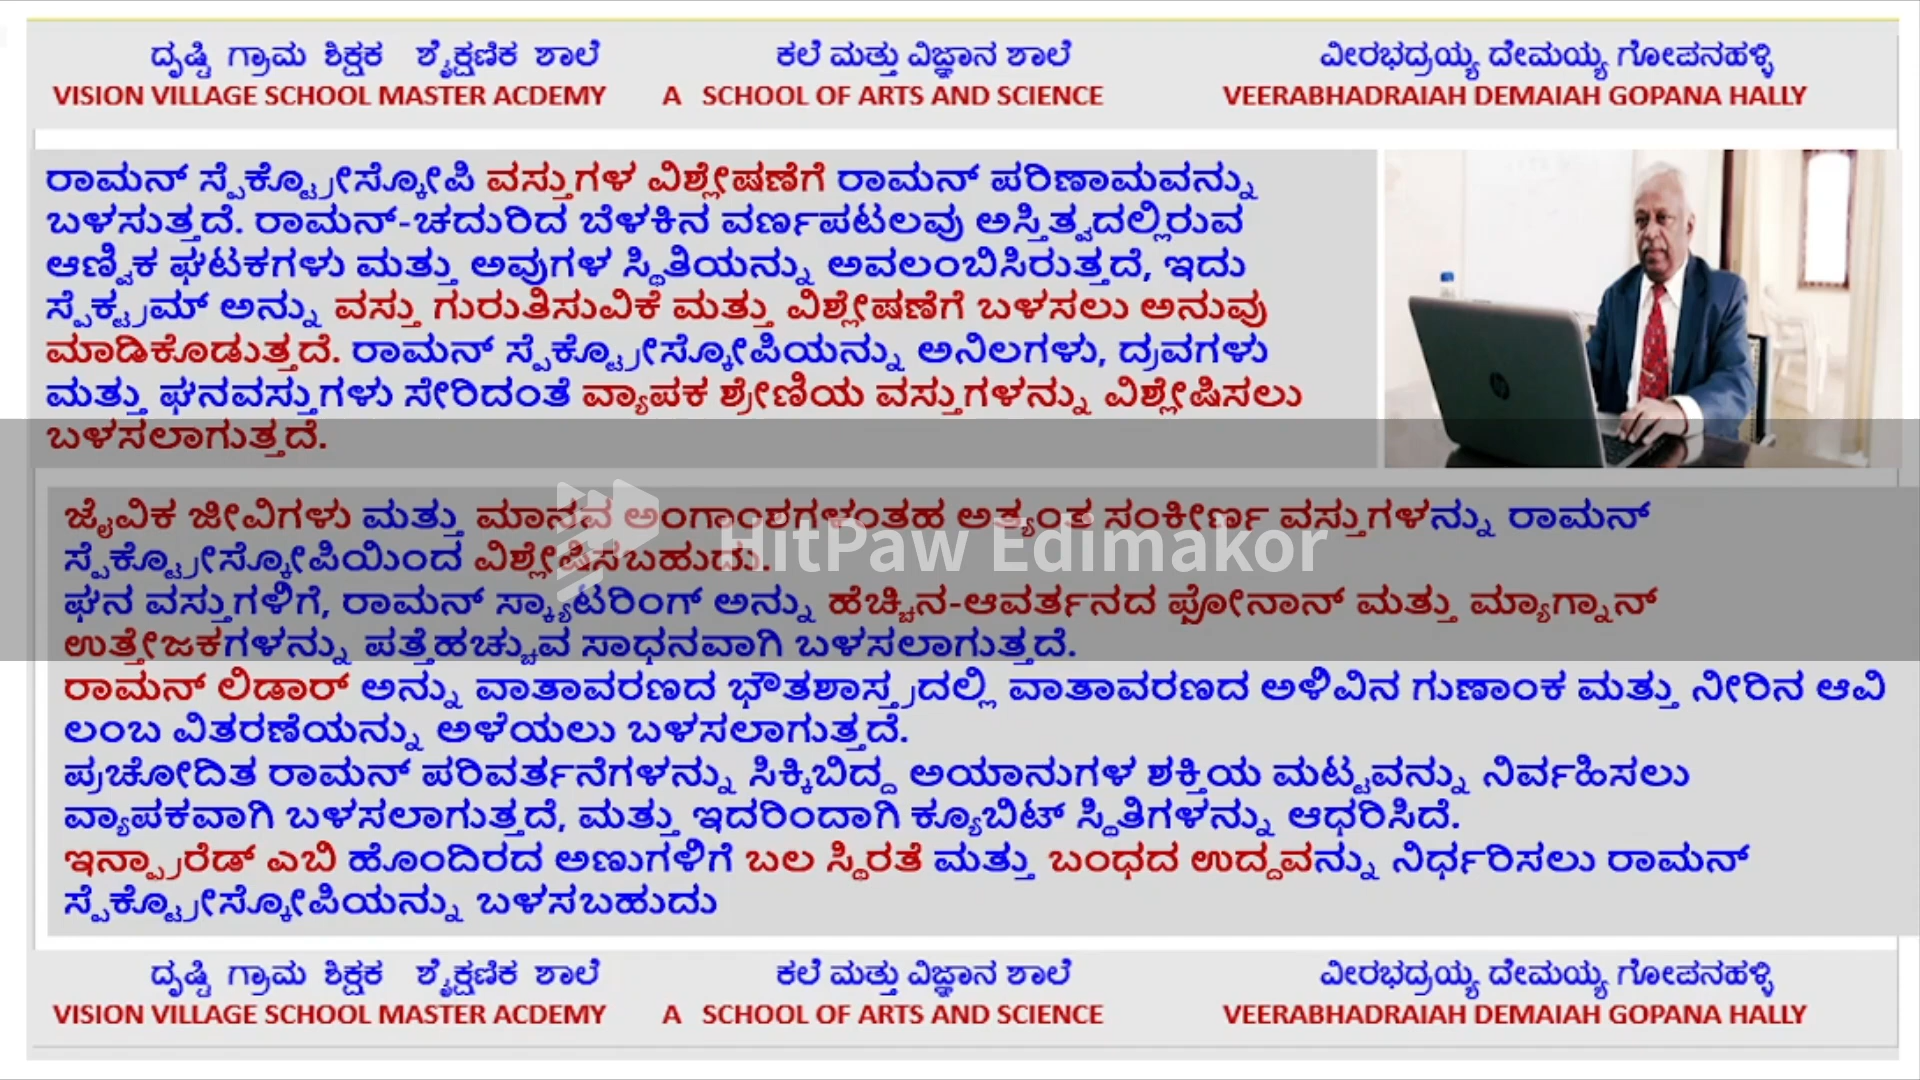 ದೃಷ್ಟಿ ಗ್ರಾಮ ಶಿಕ್ಷಕ ಶೈಕ್ಷಣಿಕ ಶಾಲೆ ಕಲೆ ಮತ್ತು ವಿಜ್ಞಾನ ಶಾಲೆ ವೀರಭದ್ರಯ್ಯ ದೇಮಯ್ಯ ಗೋಪನಹಳ್ಳಿ
VISION VILLAGE SCHOOL MASTER ACDEMY A SCHOOL OF ARTS AND SCIENCE VEERABHADRAIAH DEMAIAH GOPANA HALLY
ರಾಮನ್ ಸ್ಪೆಕ್ಟ್ರೋಸ್ಕೋಪಿ ವಸ್ತುಗಳ ವಿಶ್ಲೇಷಣೆಗೆ ರಾಮನ್ ಪರಿಣಾಮವನ್ನು
ಬಳಸುತ್ತದೆ. ರಾಮನ್-ಚದುರಿದ ಬೆಳಕಿನ ವರ್ಣಪಟಲವು ಅಸ್ತಿತ್ವದಲ್ಲಿರುವ
ಆಣ್ವಿಕ ಘಟಕಗಳು ಮತ್ತು ಅವುಗಳ ಸ್ಥಿತಿಯನ್ನು ಅವಲಂಬಿಸಿರುತ್ತದೆ, ಇದು
ಸ್ಪೆಕ್ಟ್ರಮ್ ಅನ್ನು ವಸ್ತು ಗುರುತಿಸುವಿಕೆ ಮತ್ತು ವಿಶ್ಲೇಷಣೆಗೆ ಬಳಸಲು ಅನುವು
ಮಾಡಿಕೊಡುತ್ತದೆ. ರಾಮನ್ ಸ್ಪೆಕ್ಟ್ರೋಸ್ಕೋಪಿಯನ್ನು ಅನಿಲಗಳು, ದ್ರವಗಳು
ಮತ್ತು ಘನವಸ್ತುಗಳು ಸೇರಿದಂತೆ ವ್ಯಾಪಕ ಶ್ರೇಣಿಯ ವಸ್ತುಗಳನ್ನು ವಿಶ್ಲೇಷಿಸಲು
ಬಳಸಲಾಗುತ್ತದೆ.
ಜೈವಿಕ ಜೀವಿಗಳು ಮತ್ತು ಮಾನವ ಅಂಗಾಂಶಗಳಂತಹ ಅತ್ಯಂತ ಸಂಕೀರ್ಣ ವಸ್ತುಗಳನ್ನು ರಾಮನ್
ಸ್ಪೆಕ್ಟ್ರೋಸ್ಕೋಪಿಯಿಂದ ವಿಶ್ಲೇಷಿಸಬಹುದು.
HitPaw Edimakor
ಘನ ವಸ್ತುಗಳಿಗೆ, ರಾಮನ್ ಸ್ಕ್ಯಾಟರಿಂಗ್ ಅನ್ನು ಹೆಚ್ಚಿನ-ಆವರ್ತನದ ಫೋನಾನ್ ಮತ್ತು ಮ್ಯಾಗ್ನಾನ್
ಉತ್ತೇಜಕಗಳನ್ನು ಪತ್ತೆಹಚ್ಚುವ ಸಾಧನವಾಗಿ ಬಳಸಲಾಗುತ್ತದೆ.
ರಾಮನ್ ಲಿಡಾರ್ ಅನ್ನು ವಾತಾವರಣದ ಭೌತಶಾಸ್ತ್ರದಲ್ಲಿ ವಾತಾವರಣದ ಅಳಿವಿನ ಗುಣಾಂಕ ಮತ್ತು ನೀರಿನ ಆವಿ
ಲಂಬ ವಿತರಣೆಯನ್ನು ಅಳೆಯಲು ಬಳಸಲಾಗುತ್ತದೆ.
ಪ್ರಚೋದಿತ ರಾಮನ್ ಪರಿವರ್ತನೆಗಳನ್ನು ಸಿಕ್ಕಿಬಿದ್ದ ಅಯಾನುಗಳ ಶಕ್ತಿಯ ಮಟ್ಟವನ್ನು ನಿರ್ವಹಿಸಲು
ವ್ಯಾಪಕವಾಗಿ ಬಳಸಲಾಗುತ್ತದೆ, ಮತ್ತು ಇದರಿಂದಾಗಿ ಕ್ಯೂಬಿಟ್ ಸ್ಥಿತಿಗಳನ್ನು ಆಧರಿಸಿದೆ.
ಇನ್ಫ್ರಾರೆಡ್ ಎಬಿ ಹೊಂದಿರದ ಅಣುಗಳಿಗೆ ಬಲ ಸ್ಥಿರತೆ ಮತ್ತು ಬಂಧದ ಉದ್ದವನ್ನು ನಿರ್ಧರಿಸಲು ರಾಮನ್
ಸ್ಪೆಕ್ಟ್ರೋಸ್ಕೋಪಿಯನ್ನು ಬಳಸಬಹುದು
ದೃಷ್ಟಿ ಗ್ರಾಮ ಶಿಕ್ಷಕ ಶೈಕ್ಷಣಿಕ ಶಾಲೆ ಕಲೆ ಮತ್ತು ವಿಜ್ಞಾನ ಶಾಲೆ ವೀರಭದ್ರಯ್ಯ ದೇಮಯ್ಯ ಗೋಪನಹಳ್ಳಿ
VISION VILLAGE SCHOOL MASTER ACDEMY A SCHOOL OF ARTS AND SCIENCE VEERABHADRAIAH DEMAIAH GOPANA HALLY